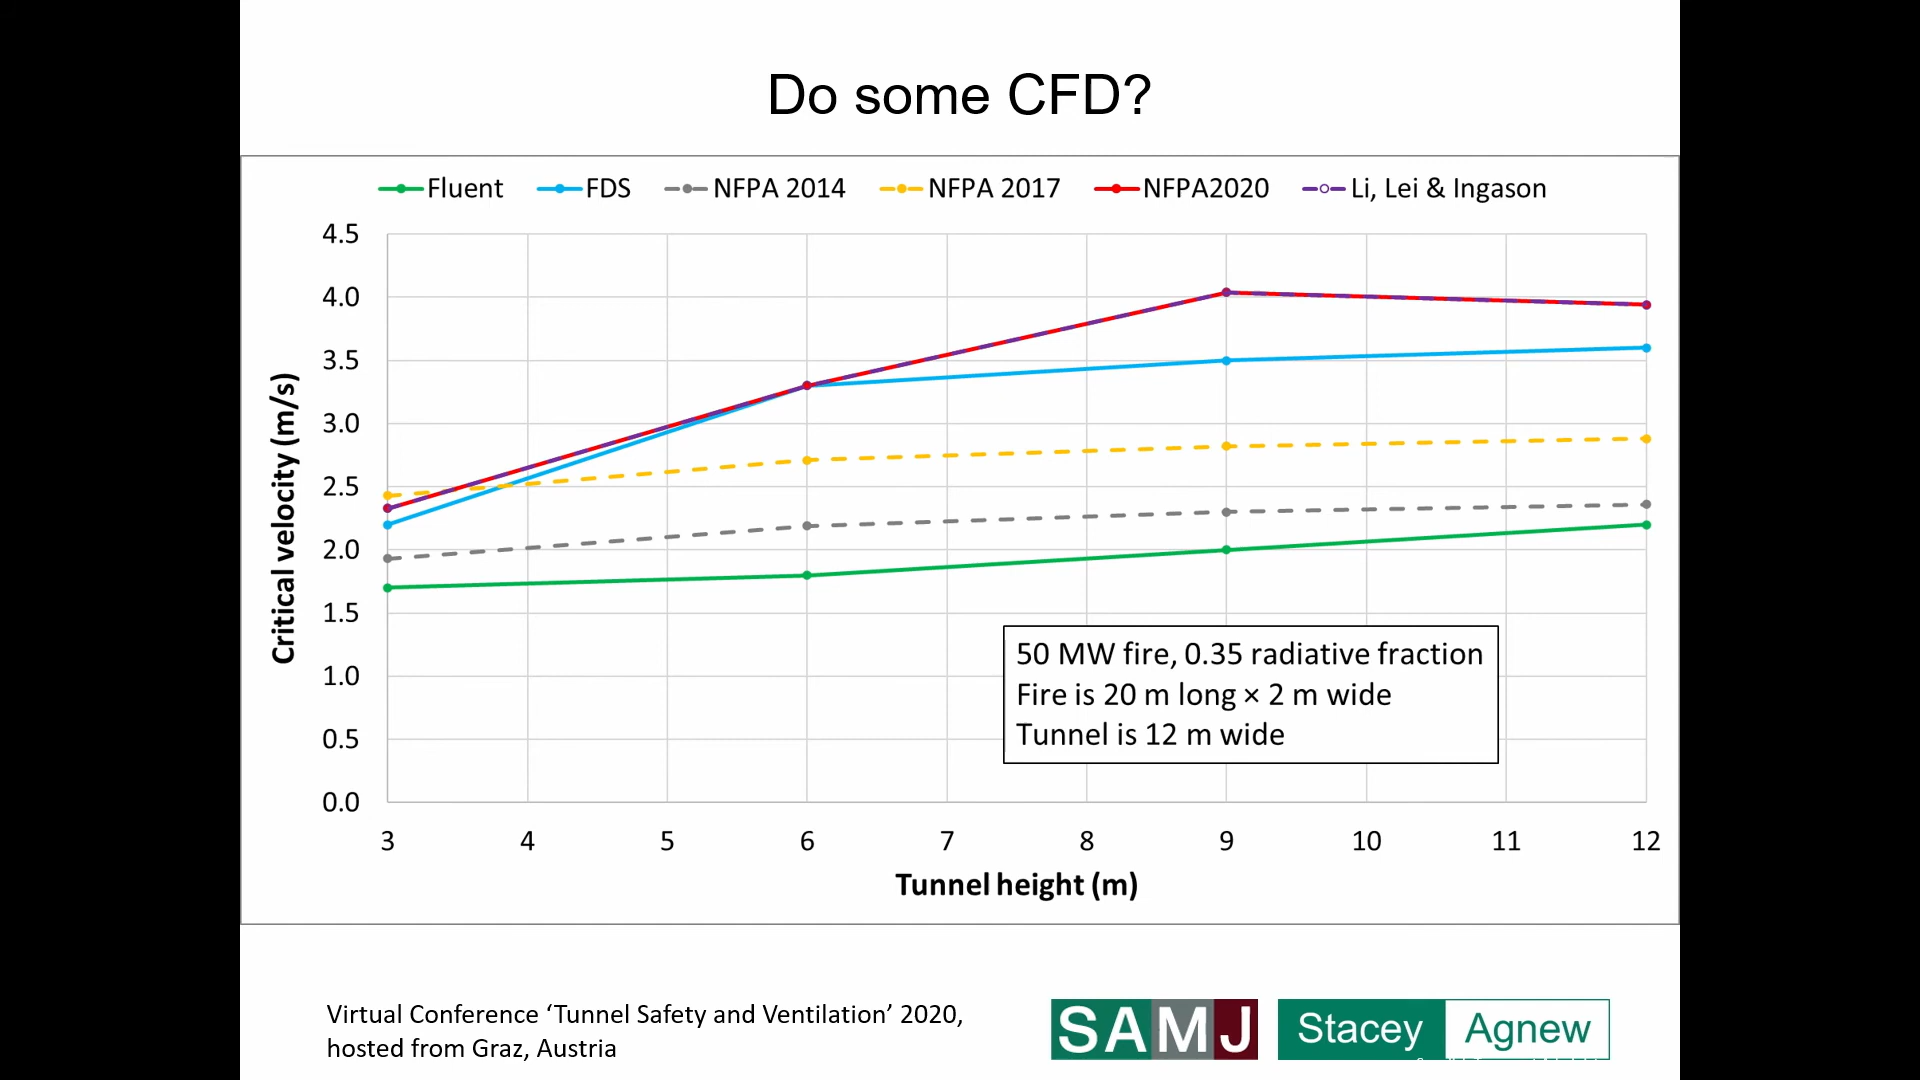 Do some CFD?
Fluent FDS NFPA 2014 NFPA 2017 NFPA2020 Li, Lei & Ingason
4.5
4.0
3.5
3.0
2.5
2.0
1.5
1.0
0.5
0.0
Critical velocity (m/s)
50 MW fire, 0.35 radiative fraction
Fire is 20 m long × 2 m wide
Tunnel is 12 m wide
3 4 5 6 7 8 9 10 11 12
Tunnel height (m)
Virtual Conference ‘Tunnel Safety and Ventilation’ 2020,
hosted from Graz, Austria
SAMJ
Stacey Agnew